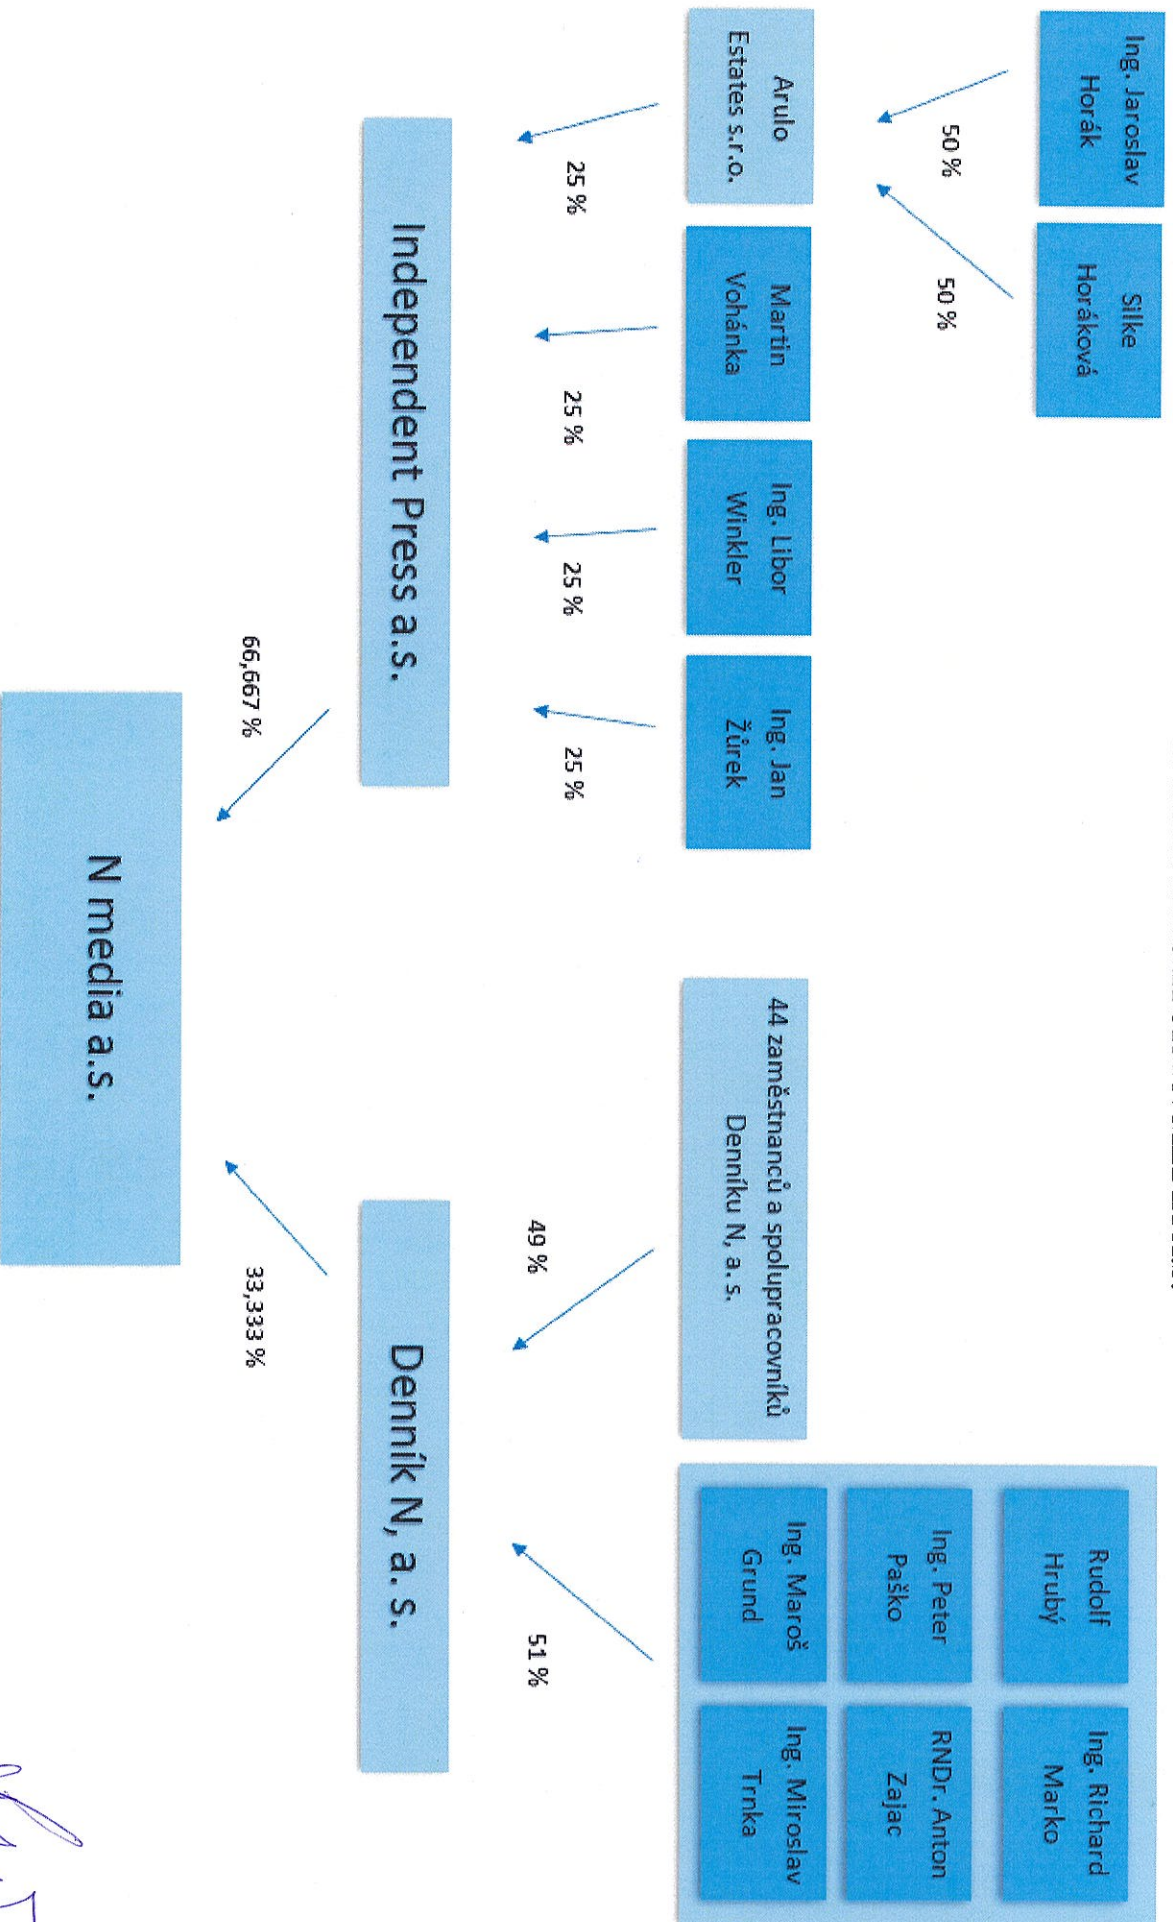 Ing. Jaroslav
Horák
Silke
Horáková
50 %
50 %
Arulo
Estates s.r.o.
Martin
Vohánka
Ing. Libor
Winkler
Ing. Jan
Žůrek
25 %
25 %
25 %
25 %
Independent Press a.s.
66,667 %
44 zaměstnanců a spolupracovníků
Denníku N, a. s.
Rudolf
Hrubý
Ing. Richard
Marko
Ing. Peter
Paško
RNDr. Anton
Zajac
Ing. Maroš
Grund
Ing. Miroslav
Trnka
49 %
51 %
Denník N, a. s.
33,333 %
N media a.s.